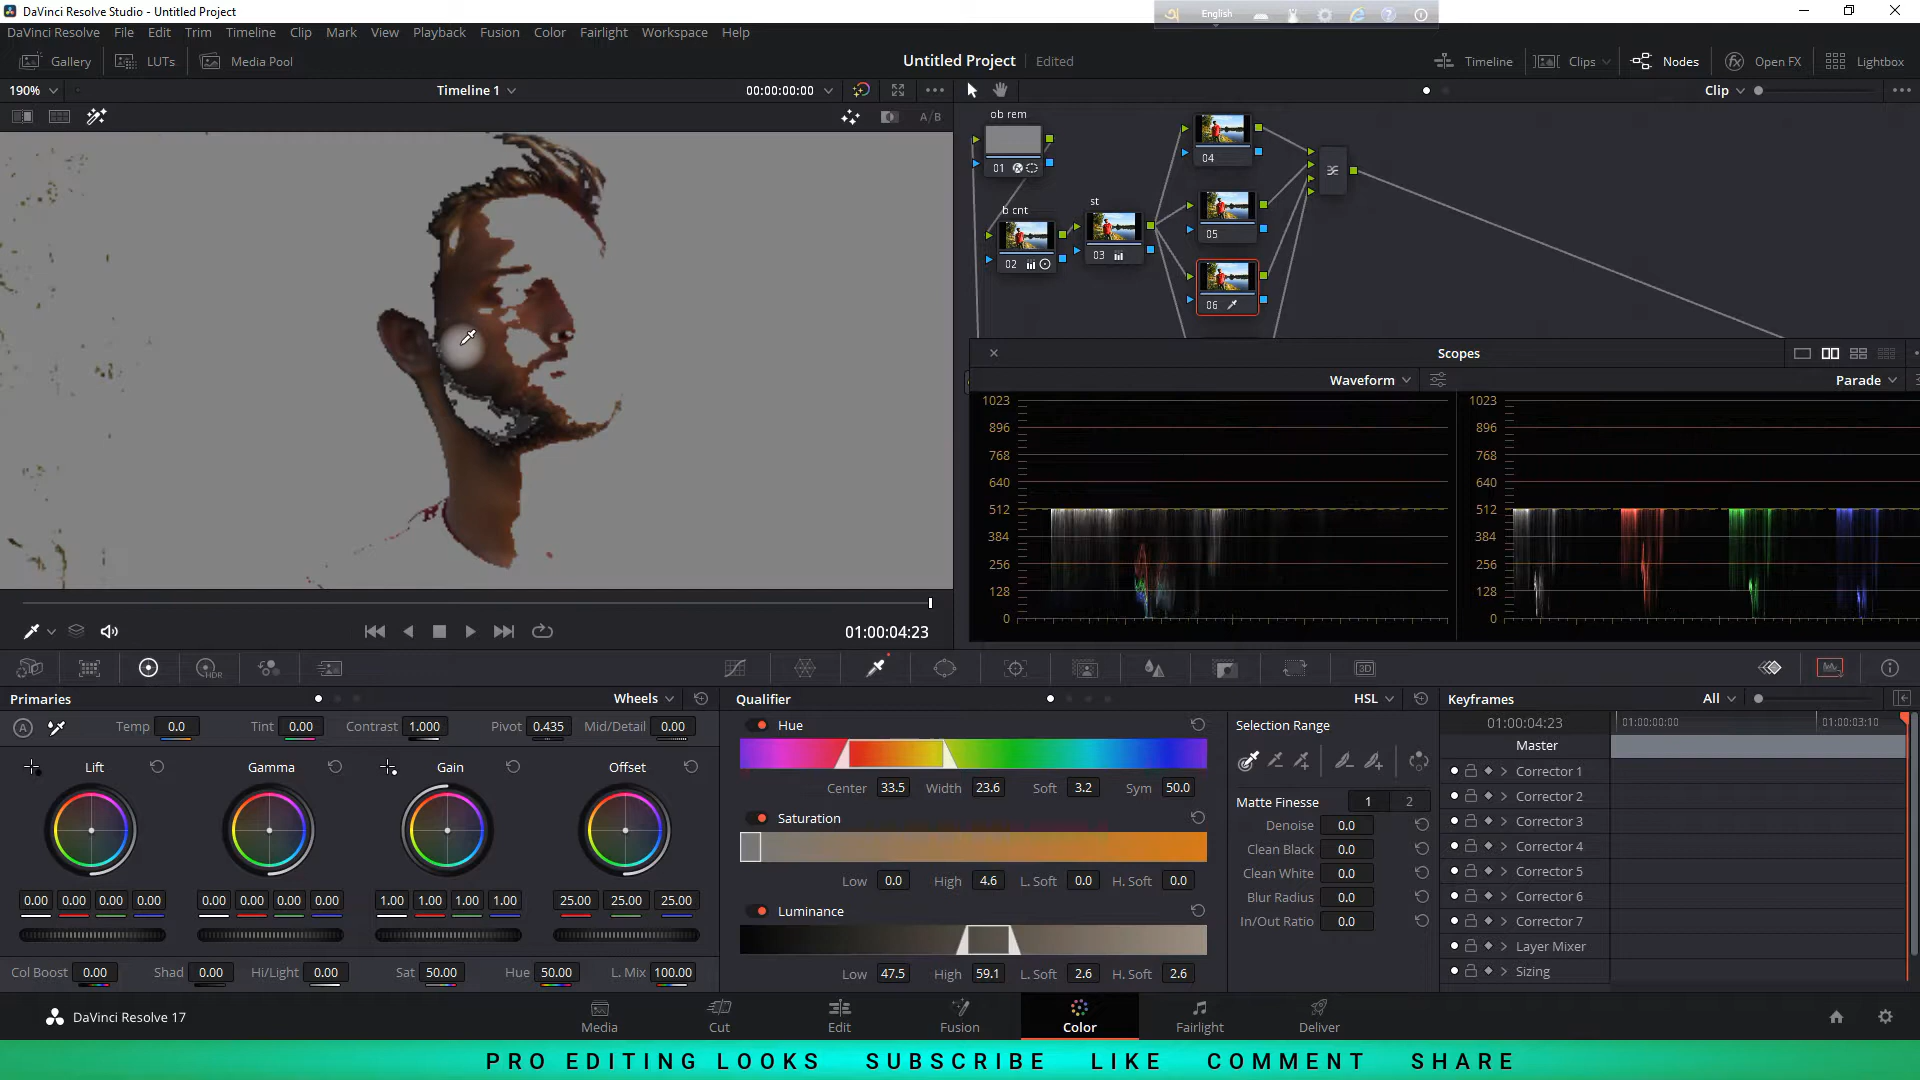 DaVinci Resolve Studio - Untitled Project
English
DaVinci Resolve File Edit Trim Timeline Clip Mark View Playback Fusion Color Fairlight Workspace Help
Gallery LUTs Media Pool Untitled Project Edited Timeline Clips Nodes Open FX Lightbox
190% Timeline 1 00:00:00:00 Clip
A/B
ob rem
01
04
b cnt
st
02
03
05
06
Scopes
Waveform Parade
1023 1023
896 896
768 768
640 640
512 512
384 384
256 256
128 128
0 0
01:00:04:23
HDR
3D
Primaries Wheels Qualifier HSL Keyframes All
A Temp 0.0 Tint 0.00 Contrast 1.000 Pivot 0.435 Mid/Detail 0.00
Hue
Selection Range
01:00:04:23 00:00:00:00 01:00:03:10
Master
Lift Gamma Gain Offset
Center 33.5 Width 23.6 Soft 3.2 Sym 50.0
Corrector 1
Corrector 2
Corrector 3
Corrector 4
Corrector 5
Corrector 6
Corrector 7
Layer Mixer
Sizing
Matte Finesse 1 2
Denoise 0.0
Clean Black 0.0
Clean White 0.0
Blur Radius 0.0
In/Out Ratio 0.0
Saturation
Low 0.0 High 4.6 L. Soft 0.0 H. Soft 0.0
0.00 0.00 0.00 0.00 0.00 0.00 0.00 0.00 1.00 1.00 1.00 1.00 25.00 25.00 25.00
Luminance
Low 47.5 High 59.1 L. Soft 2.6 H. Soft 2.6
Col Boost 0.00 Shad 0.00 Hi/Light 0.00 Sat 50.00 Hue 50.00 L. Mix 100.00
DaVinci Resolve 17
Media Cut Edit Fusion Color Fairlight Deliver
PRO EDITING LOOKS SUBSCRIBE LIKE COMMENT SHARE